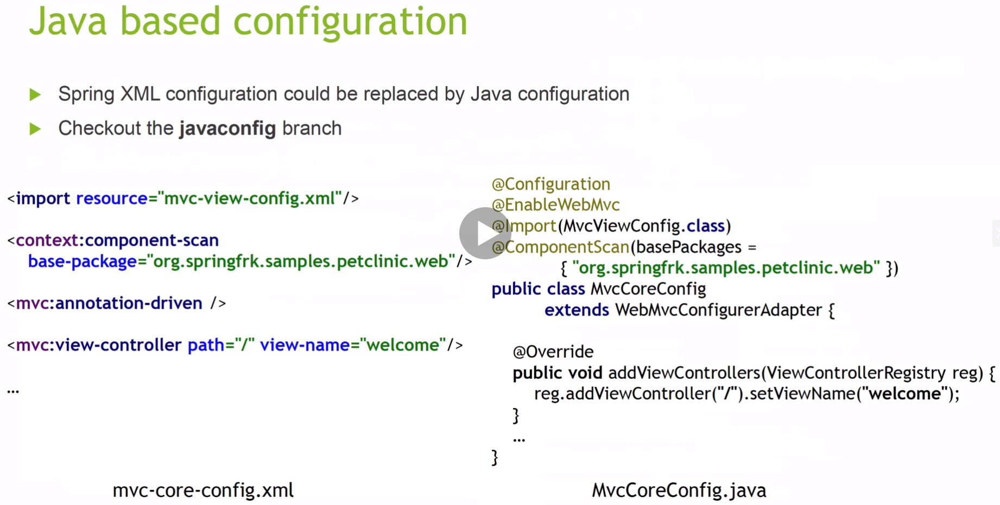 Java based configuration
Spring XML configuration could be replaced by Java configuration
Checkout the javaconfig branch
<import resource="mvc-view-config.xml"/>
<context:component-scan
base-package="org.springfrk.samples.petclinic.web"/>
<mvc:annotation-driven />
<mvc:view-controller path="/" view-name="welcome"/>
...
mvc-core-config.xml
@Configuration
@EnableWebMvc
@Import(MvcViewConfig.class)
@ComponentScan(basePackages =
{ "org.springfrk.samples.petclinic.web" })
public class MvcCoreConfig
extends WebMvcConfigurerAdapter {
@Override
public void addViewControllers(ViewControllerRegistry reg) {
reg.addViewController("/").setViewName("welcome");
}
...
}
MvcCoreConfig.java